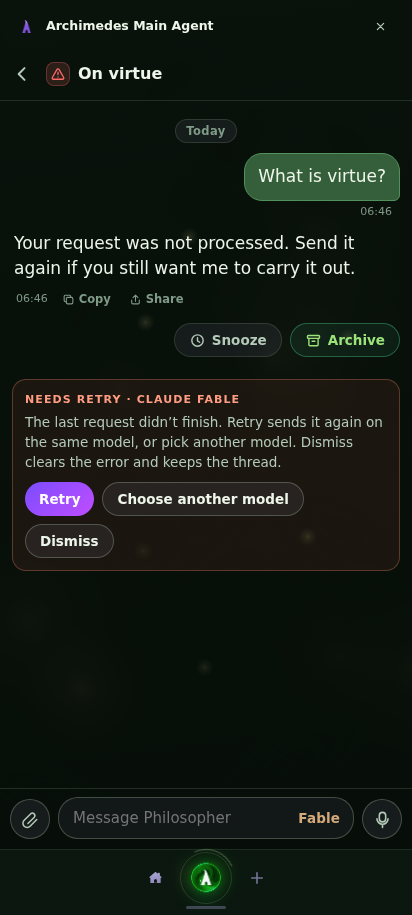 Archimedes Main Agent
On virtue
Today
What is virtue?
06:46
Your request was not processed. Send it
again if you still want me to carry it out.
06:46 Copy Share
Snooze Archive
NEEDS RETRY · CLAUDE FABLE
The last request didn’t finish. Retry sends it again on
the same model, or pick another model. Dismiss
clears the error and keeps the thread.
Retry Choose another model
Dismiss
Message Philosopher Fable